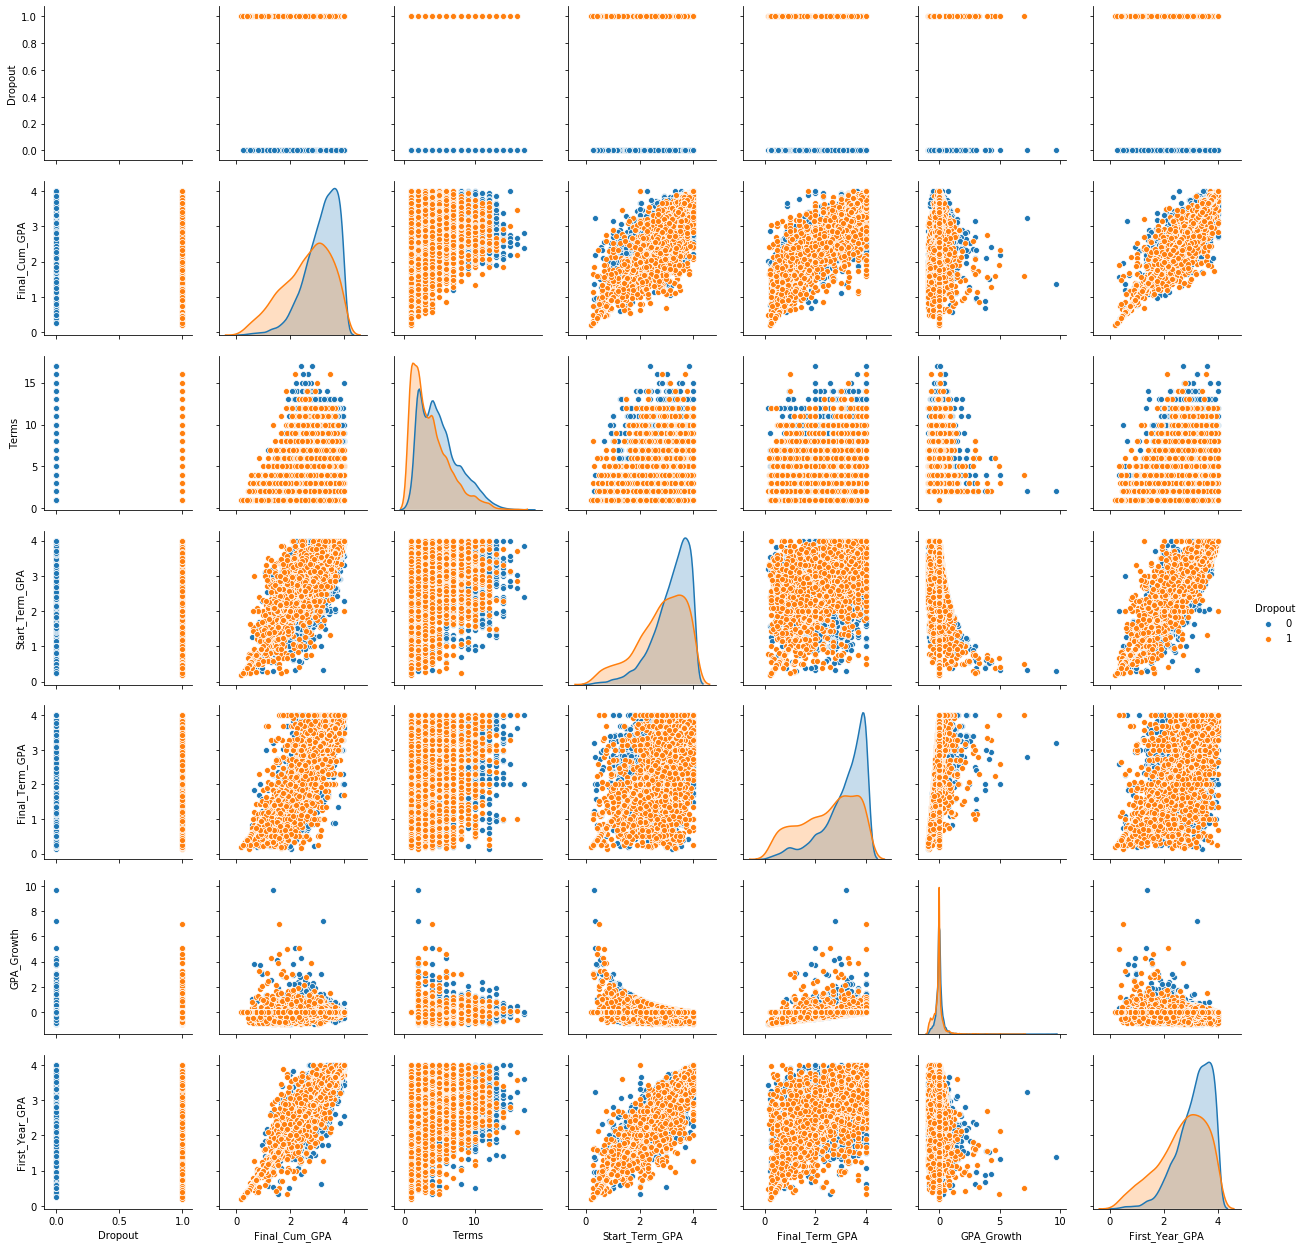 1.0
0.8
0.6
0.4
0.2
0.0
Dropout
4
3
2
1
0
Final_Cum_GPA
15
10
5
0
Terms
4
3
2
1
0
Start_Term_GPA
Dropout
0
1
4
3
2
1
0
Final_Term_GPA
10
8
6
4
2
0
GPA_Growth
4
3
2
1
0
First_Year_GPA
0.0 0.5 1.0
0 2 4
0 10
0 2 4
0 2 4
0 5 10
0 2 4
Dropout
Final_Cum_GPA
Terms
Start_Term_GPA
Final_Term_GPA
GPA_Growth
First_Year_GPA